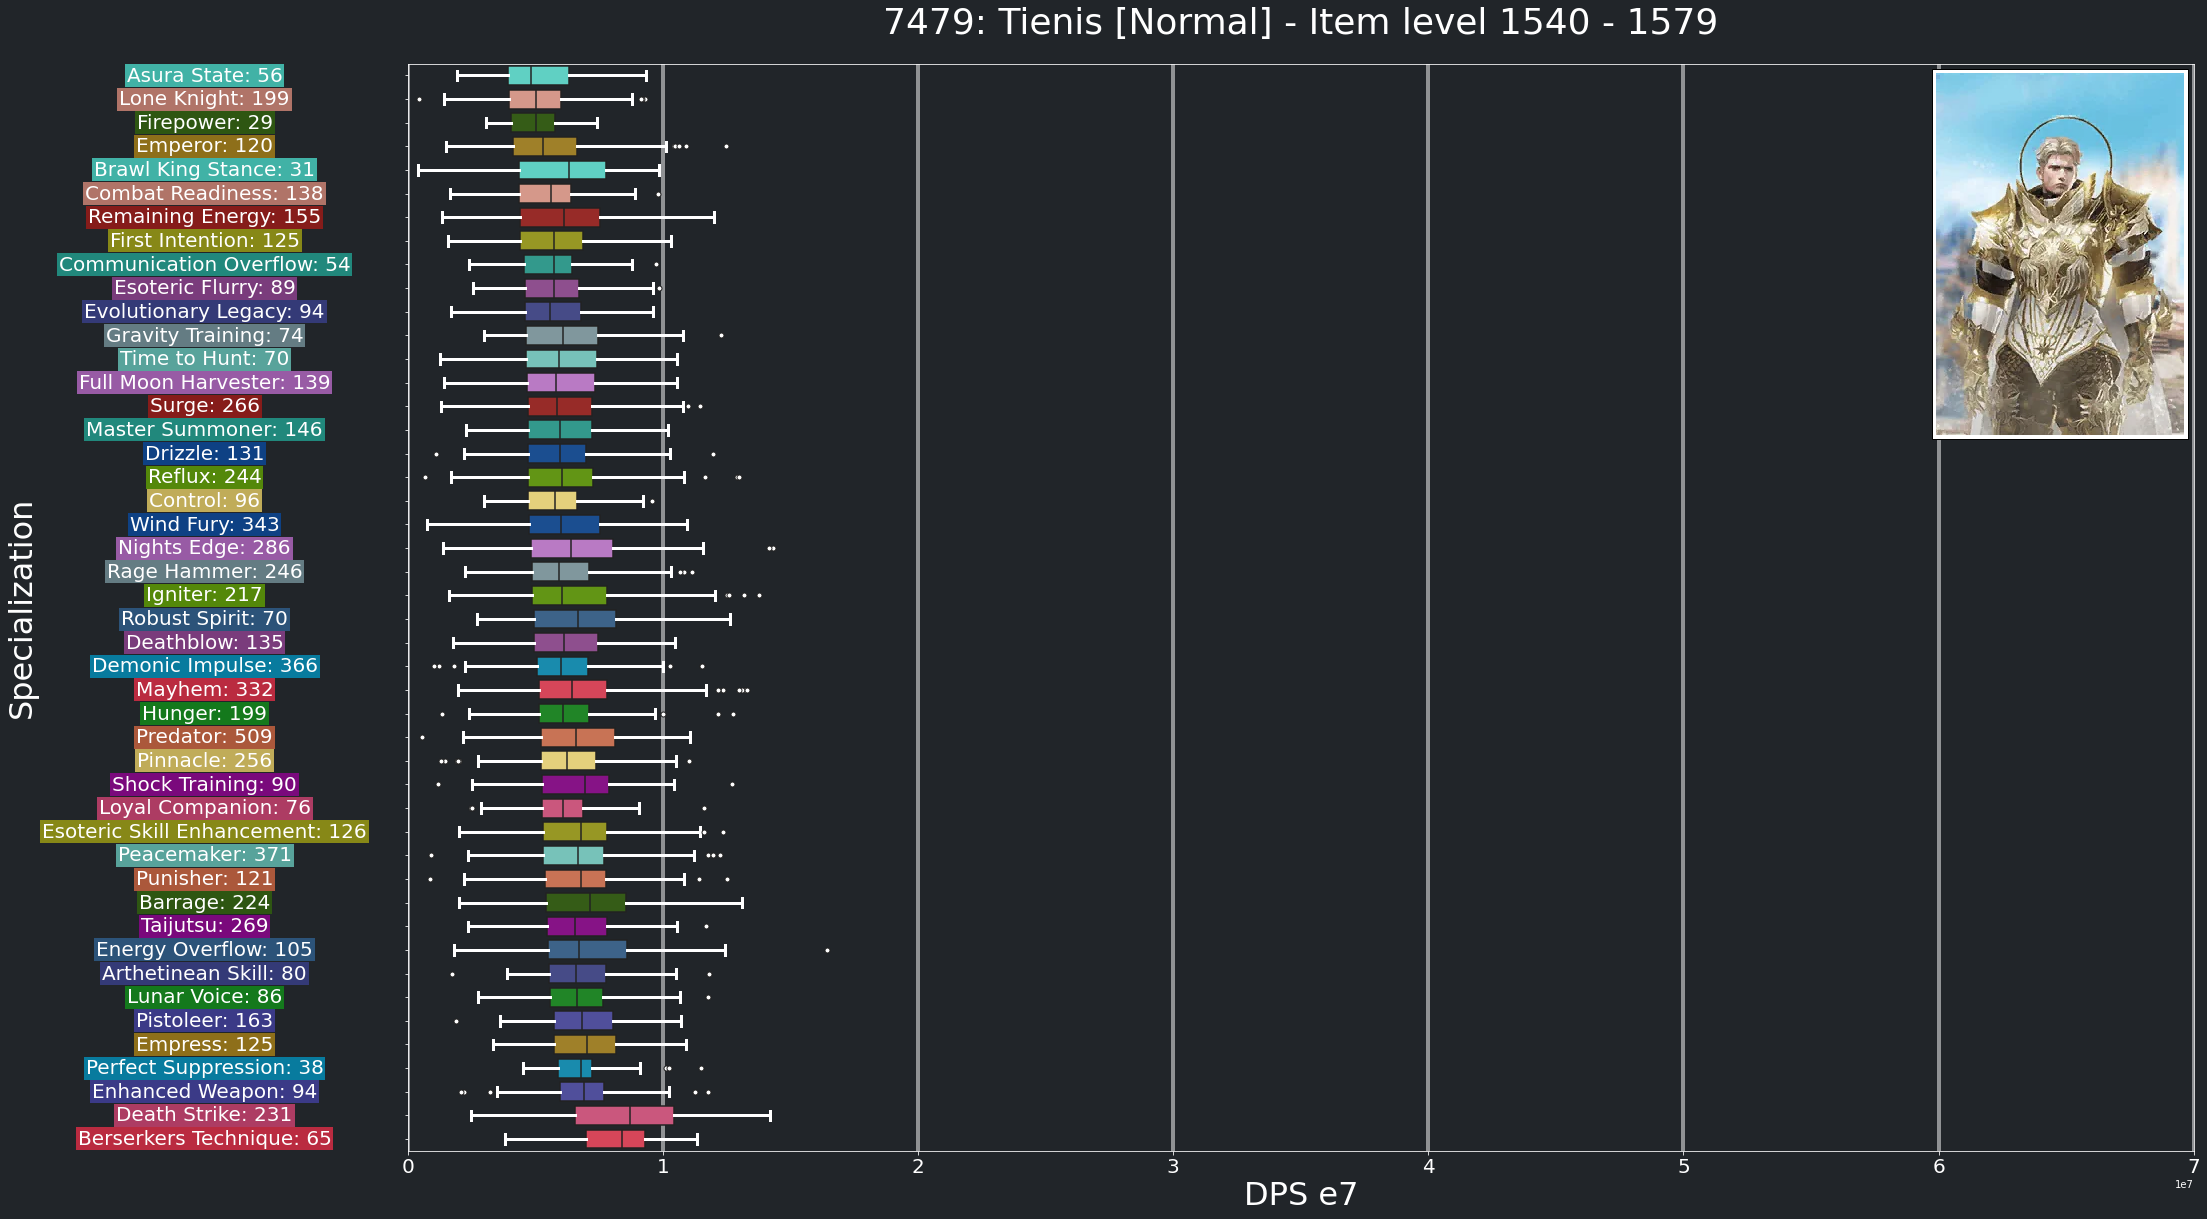 7479: Tienis [Normal] - Item level 1540 - 1579
Asura State: 56
Lone Knight: 199
Firepower: 29
Emperor: 120
Brawl King Stance: 31
Combat Readiness: 138
Remaining Energy: 155
First Intention: 125
Communication Overflow: 54
Esoteric Flurry: 89
Evolutionary Legacy: 94
Gravity Training: 74
Time to Hunt: 70
Full Moon Harvester: 139
Surge: 266
Master Summoner: 146
Drizzle: 131
Reflux: 244
Control: 96
Wind Fury: 343
Nights Edge: 286
Rage Hammer: 246
Igniter: 217
Robust Spirit: 70
Deathblow: 135
Demonic Impulse: 366
Mayhem: 332
Hunger: 199
Predator: 509
Pinnacle: 256
Shock Training: 90
Loyal Companion: 76
Esoteric Skill Enhancement: 126
Peacemaker: 371
Punisher: 121
Barrage: 224
Taijutsu: 269
Energy Overflow: 105
Arthetinean Skill: 80
Lunar Voice: 86
Pistoleer: 163
Empress: 125
Perfect Suppression: 38
Enhanced Weapon: 94
Death Strike: 231
Berserkers Technique: 65
Specialization
0 1 2 3 4 5 6 7
1e7
DPS e7